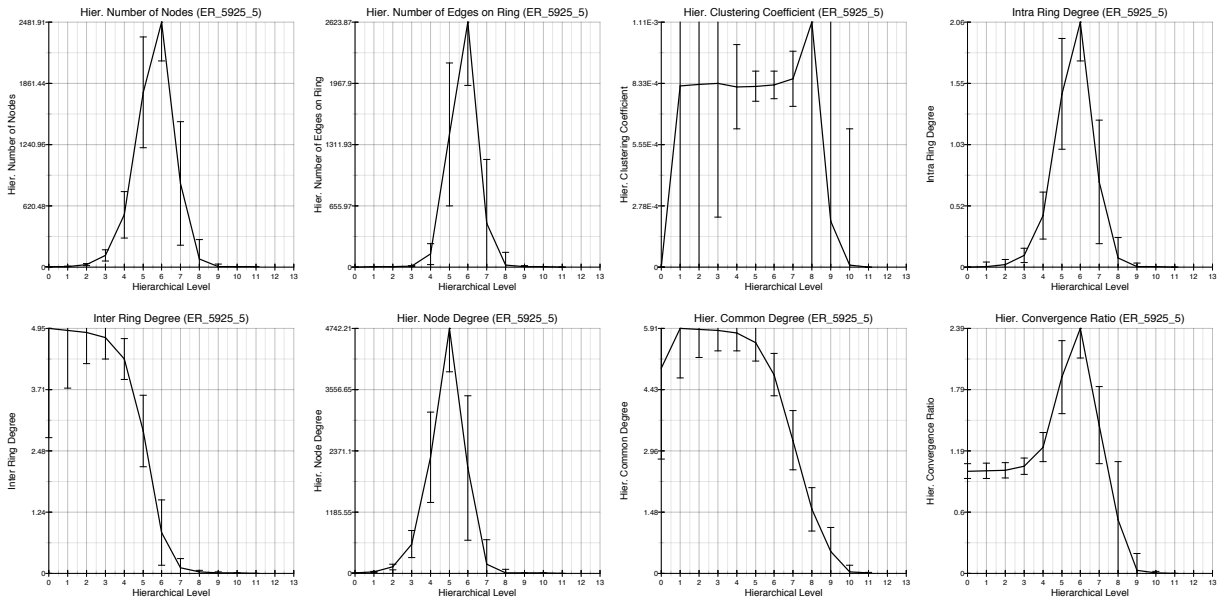 Hier. Number of Nodes (ER_5925_5)
2481.91
1861.44
1240.96
620.48
0
Hier. Number of Nodes
0 1 2 3 4 5 6 7 8 9 10 11 12 13
Hierarchical Level
Hier. Number of Edges on Ring (ER_5925_5)
2623.87
1967.9
1311.93
655.97
0
Hier. Number of Edges on Ring
0 1 2 3 4 5 6 7 8 9 10 11 12 13
Hierarchical Level
Hier. Clustering Coefficient (ER_5925_5)
1.11E-3
8.33E-4
5.55E-4
2.78E-4
0
Hier. Clustering Coefficient
0 1 2 3 4 5 6 7 8 9 10 11 12 13
Hierarchical Level
Intra Ring Degree (ER_5925_5)
2.06
1.55
1.03
0.52
0
Intra Ring Degree
0 1 2 3 4 5 6 7 8 9 10 11 12 13
Hierarchical Level
Inter Ring Degree (ER_5925_5)
4.95
3.71
2.48
1.24
0
Inter Ring Degree
0 1 2 3 4 5 6 7 8 9 10 11 12 13
Hierarchical Level
Hier. Node Degree (ER_5925_5)
4742.21
3556.65
2371.1
1185.55
0
Hier. Node Degree
0 1 2 3 4 5 6 7 8 9 10 11 12 13
Hierarchical Level
Hier. Common Degree (ER_5925_5)
5.91
4.43
2.96
1.48
0
Hier. Common Degree
0 1 2 3 4 5 6 7 8 9 10 11 12 13
Hierarchical Level
Hier. Convergence Ratio (ER_5925_5)
2.39
1.79
1.19
0.6
0
Hier. Convergence Ratio
0 1 2 3 4 5 6 7 8 9 10 11 12 13
Hierarchical Level